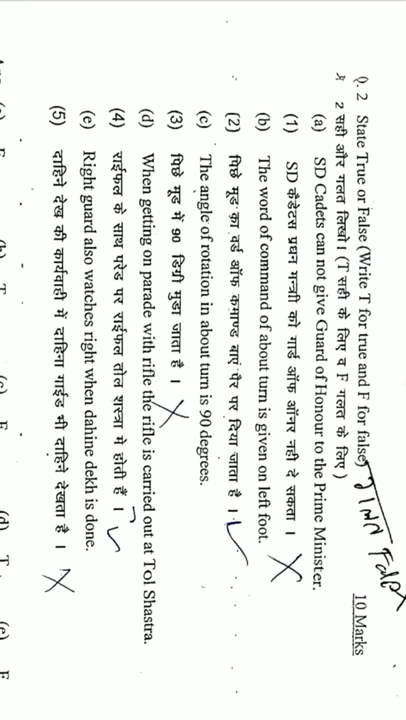 Q. 2 State True or False (Write T for true and F for false) 10 Marks
2 सही और गलत लिखो। (T सही के लिए व F गलत के लिए )
(a) SD Cadets can not give Guard of Honour to the Prime Minister.
(1) SD कैडेटस प्रधन मन्त्री को गार्ड ऑफ ऑनर नही दे सकता ।
(b) The word of command of about turn is given on left foot.
(2) पिछे मूड का वर्ड ऑफ कमाण्ड बाएं पैर पर दिया जाता है ।
(c) The angle of rotation in about turn is 90 degrees.
(3) पिछे मूड में 90 डिग्री मुडा जाता है ।
(d) When getting on parade with rifle the rifle is carried out at Tol Shastra.
(4) राईफल के साथ परेड पर राईफल तोल शस्त्रा मे होती हैं ।
(e) Right guard also watches right when dahine dekh is done.
(5) दाहिने देख की कार्यवाही में दाहिना गाईड भी दाहिने देखता है ।
(a) F (b) T (c) F (d) T (e) F